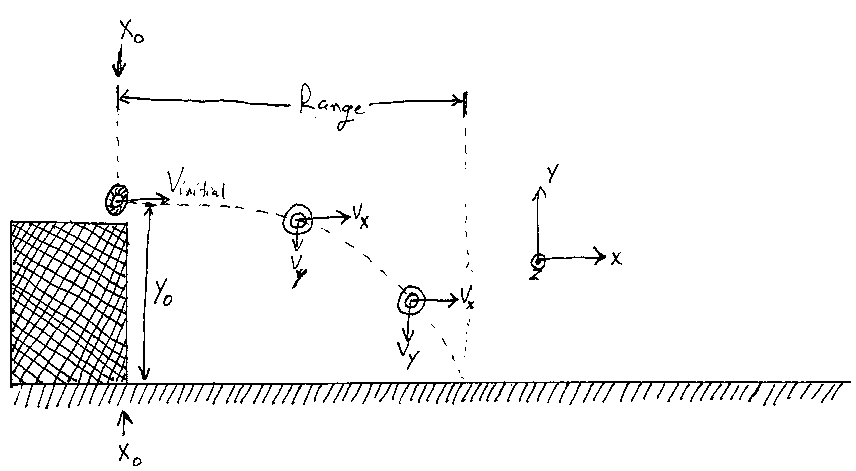 X₀
Range
Vinitial
Y
Vx
X
Z
Vy
Y₀
Vx
Vy
X₀